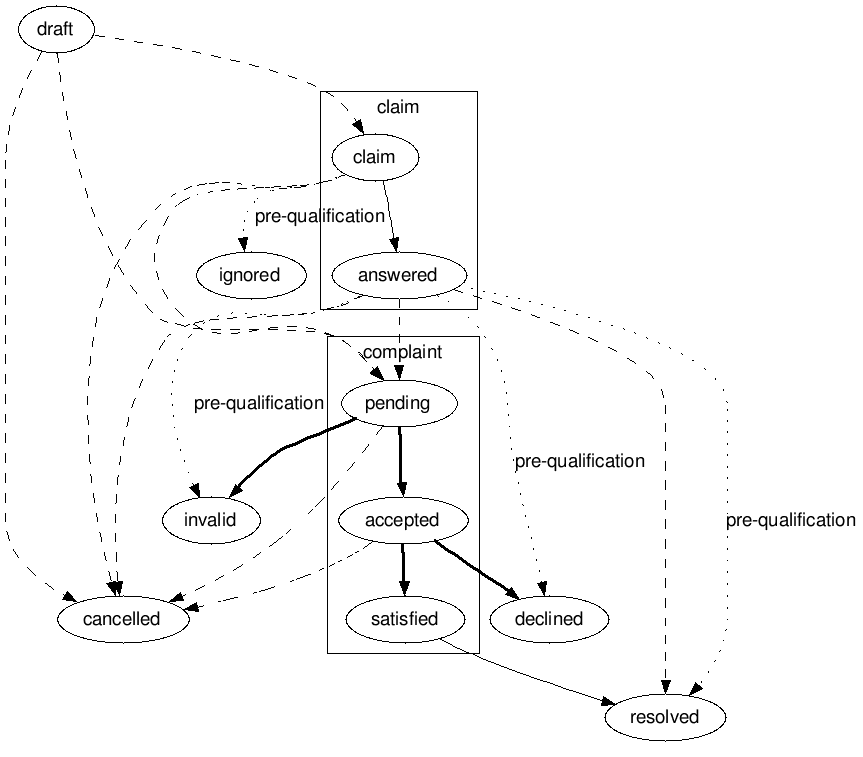 draft
claim
claim
pre-qualification
ignored
answered
complaint
pending
pre-qualification
pre-qualification
invalid
accepted
pre-qualification
cancelled
satisfied
declined
resolved